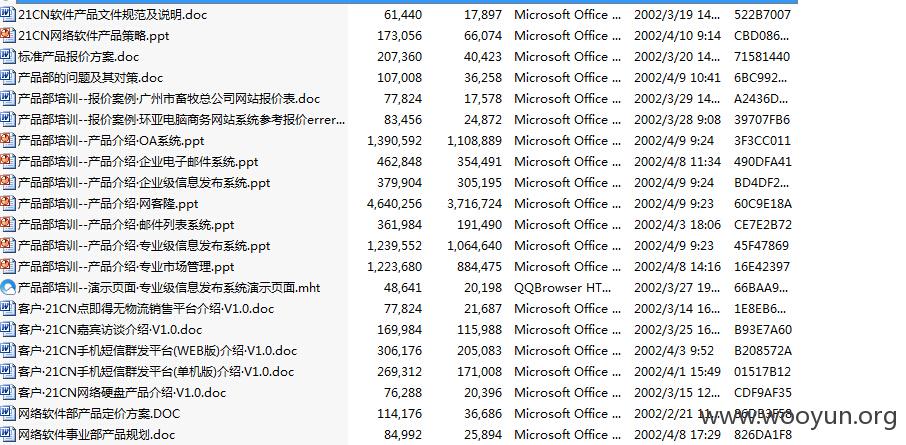 21CN软件产品文件规范及说明.doc 61,440 17,897 Microsoft Office ... 2002/3/19 14... 522B7007
21CN网络软件产品策略.ppt 173,056 66,074 Microsoft Office ... 2002/4/10 9:14 CBD086...
标准产品报价方案.doc 207,360 40,423 Microsoft Office ... 2002/3/20 14... 71581440
产品部的问题及其对策.doc 107,008 36,258 Microsoft Office ... 2002/4/9 10:41 6BC992...
产品部培训--报价案例·广州市畜牧总公司网站报价表.doc 77,824 17,578 Microsoft Office ... 2002/3/29 14... A2436D...
产品部培训--报价案例·环亚电脑商务网站系统参考报价errer... 83,456 24,872 Microsoft Office ... 2002/3/28 9:08 39707FB6
产品部培训--产品介绍·OA系统.ppt 1,390,592 1,108,889 Microsoft Office ... 2002/4/9 9:24 3F3CC011
产品部培训--产品介绍·企业电子邮件系统.ppt 462,848 354,491 Microsoft Office ... 2002/4/8 11:34 490DFA41
产品部培训--产品介绍·企业级信息发布系统.ppt 379,904 305,195 Microsoft Office ... 2002/4/9 9:24 BD4DF2...
产品部培训--产品介绍·网客隆.ppt 4,640,256 3,716,724 Microsoft Office ... 2002/4/9 9:23 60C9E18A
产品部培训--产品介绍·邮件列表系统.ppt 361,984 191,490 Microsoft Office ... 2002/4/3 18:06 CE7E2B72
产品部培训--产品介绍·专业级信息发布系统.ppt 1,239,552 1,064,640 Microsoft Office ... 2002/4/9 9:23 45F47869
产品部培训--产品介绍·专业市场管理.ppt 1,223,680 884,475 Microsoft Office ... 2002/4/8 14:16 16E42397
产品部培训--演示页面·专业级信息发布系统演示页面.mht 48,641 20,198 QQBrowser HT... 2002/3/27 19... 66BAA9...
客户·21CN点即得无物流销售平台介绍·V1.0.doc 77,824 21,687 Microsoft Office ... 2002/3/14 16... 1E8EB6...
客户·21CN嘉宾访谈介绍·V1.0.doc 169,984 115,988 Microsoft Office ... 2002/3/25 16... B93E7A60
客户·21CN手机短信群发平台(WEB版)介绍·V1.0.doc 306,176 205,083 Microsoft Office ... 2002/4/3 9:52 B208572A
客户·21CN手机短信群发平台(单机版)介绍·V1.0.doc 269,312 171,008 Microsoft Office ... 2002/4/1 15:49 01517B12
客户·21CN网络硬盘产品介绍·V1.0.doc 76,288 20,396 Microsoft Office ... 2002/3/15 12... CDF9AF35
网络软件部产品定价方案.DOC 114,176 36,686 Microsoft Office ... 2002/2/21 11...
www.wooyun.org
网络软件事业部产品规划.doc 84,992 25,894 Microsoft Office ... 2002/4/8 17:29 826DA1F8